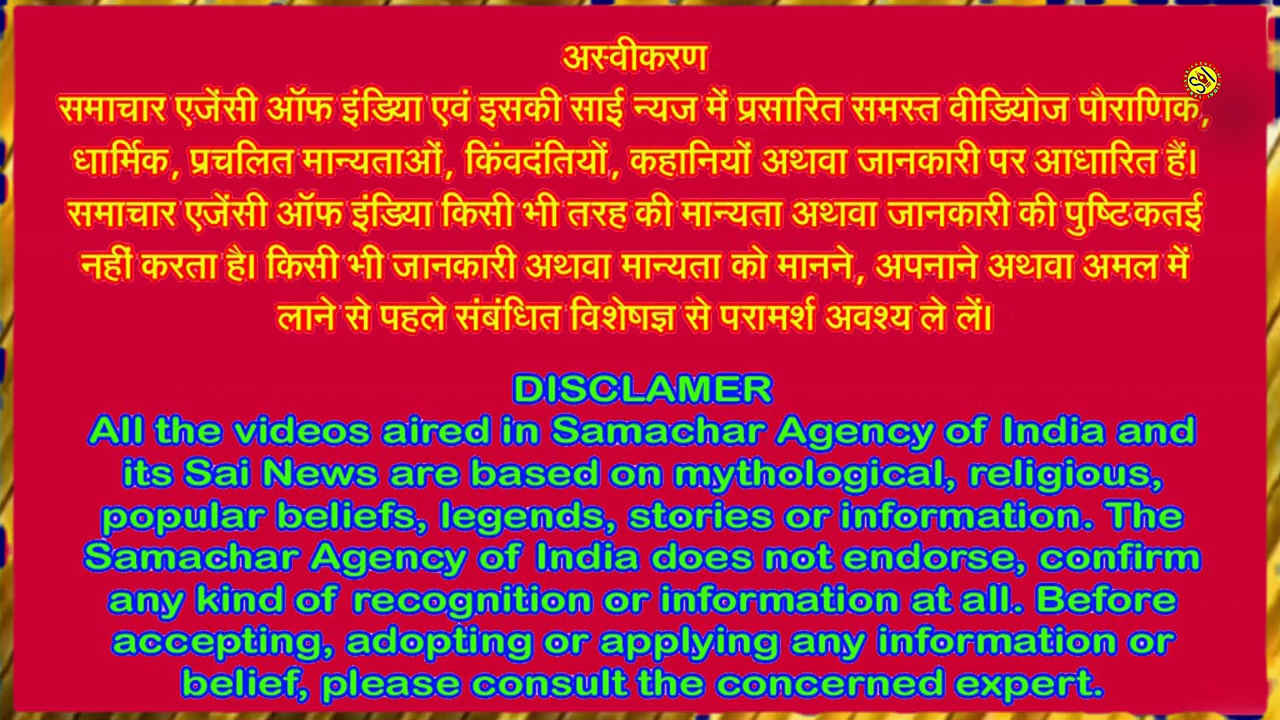 अस्वीकरण
SAI
समाचार एजेंसी ऑफ इंडिया एवं इसकी साई न्यज में प्रसारित समस्त वीडियोज पौराणिक,
धार्मिक, प्रचलित मान्यताओं, किंवदंतियों, कहानियों अथवा जानकारी पर आधारित हैं।
समाचार एजेंसी ऑफ इंडिया किसी भी तरह की मान्यता अथवा जानकारी की पुष्टि कतई
नहीं करता है। किसी भी जानकारी अथवा मान्यता को मानने, अपनाने अथवा अमल में
लाने से पहले संबंधित विशेषज्ञ से परामर्श अवश्य ले लें।
DISCLAMER
All the videos aired in Samachar Agency of India and
its Sai News are based on mythological, religious,
popular beliefs, legends, stories or information. The
Samachar Agency of India does not endorse, confirm
any kind of recognition or information at all. Before
accepting, adopting or applying any information or
belief, please consult the concerned expert.